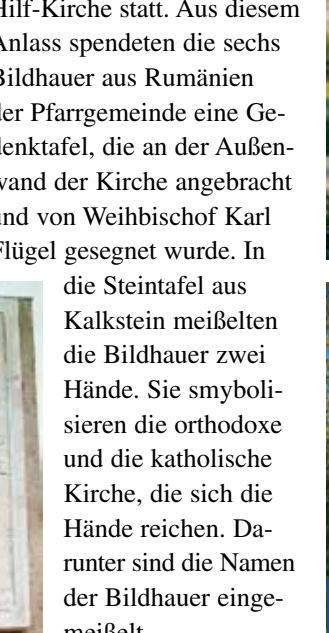 Hilf-Kirche statt. Aus diesem
Anlass spendeten die sechs
Bildhauer aus Rumänien
der Pfarrgemeinde eine Ge-
denktafel, die an der Außen-
wand der Kirche angebracht
und von Weihbischof Karl
Flügel gesegnet wurde. In
die Steintafel aus
Kalkstein meißelten
die Bildhauer zwei
Hände. Sie smyboli-
sieren die orthodoxe
und die katholische
Kirche, die sich die
Hände reichen. Da-
runter sind die Namen
der Bildhauer einge-
meißelt.